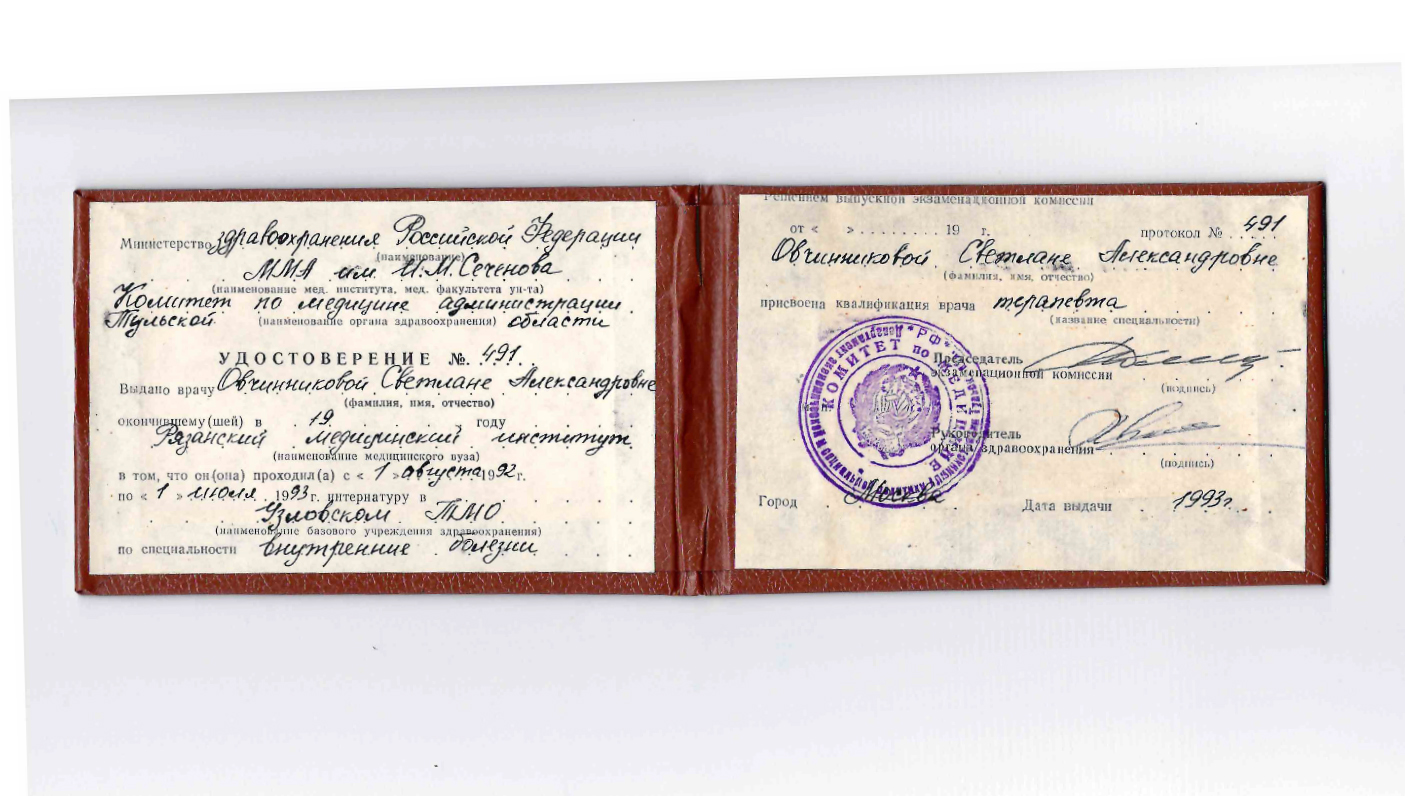 Министерство здравоохранения Российской Федерации
(наименование)
ММА им. И.М. Сеченова
(наименование мед. института, мед. факультета ун-та)
Комитет по медицине администрации
Тульской (наименование органа здравоохранения) области
УДОСТОВЕРЕНИЕ №. 491.
Выдано врачу Овчинниковой Светлане Александровне
(фамилия, имя, отчество)
окончившему(шей) в . 19. . . . . . году
Рязанский медицинский институт
(наименование медицинского вуза)
в том, что он(она) проходил(а) с « 1 » августа 1992 г.
по « 1 » июля 1993 г. интернатуру в
Узловском ТМО
(наименование базового учреждения здравоохранения)
по специальности внутренние болезни
Решением выпускной экзаменационной комиссии
от « » . . . . . . . . 19 г. протокол № 491
Овчинниковой Светлане Александровне
(фамилия, имя, отчество)
присвоена квалификация врача терапевта
(название специальности)
Председатель
экзаменационной комиссии
(подпись)
Руководитель
органа здравоохранения
(подпись)
Город Москва Дата выдачи 1993г.
КОМИТЕТ ПО МЕДИЦИНЕ